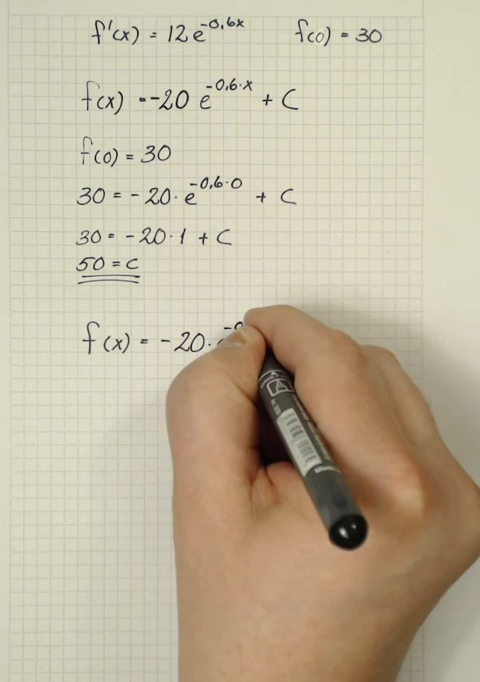 f'(x) = 12e^-0,6x f(0) = 30
f(x) = -20 e^-0,6·x + C
f(0) = 30
30 = -20·e^-0,6·0 + C
30 = -20·1 + C
50 = C
f(x) = -20·